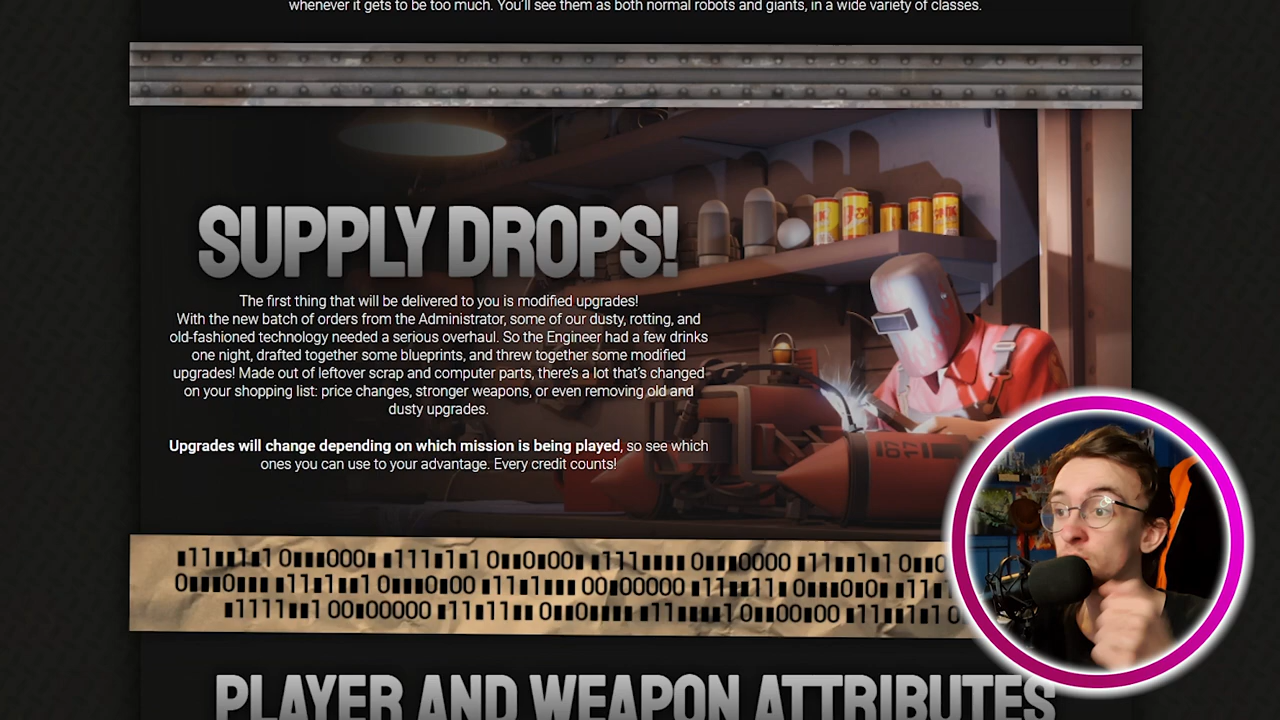 whenever it gets to be too much. You'll see them as both normal robots and giants, in a wide variety of classes.
SUPPLY DROPS!
The first thing that will be delivered to you is modified upgrades!
With the new batch of orders from the Administrator, some of our dusty, rotting, and
old-fashioned technology needed a serious overhaul. So the Engineer had a few drinks
one night, drafted together some blueprints, and threw together some modified
upgrades! Made out of leftover scrap and computer parts, there's a lot that's changed
on your shopping list: price changes, stronger weapons, or even removing old and
dusty upgrades.
Upgrades will change depending on which mission is being played, so see which
ones you can use to your advantage. Every credit counts!
PLAYER AND WEAPON ATTRIBUTES